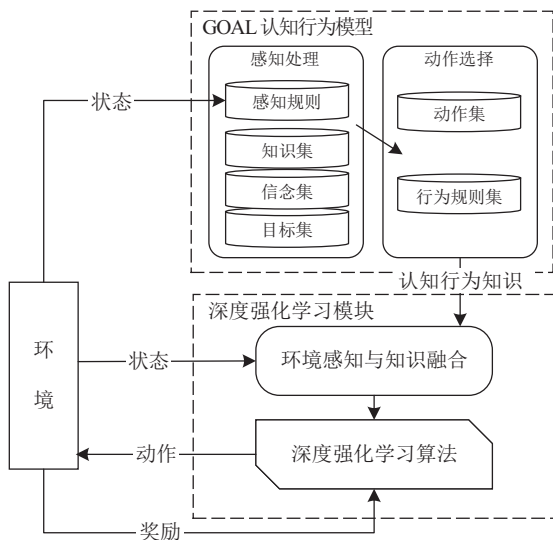 GOAL 认知行为模型
感知处理
动作选择
状态
感知规则
动作集
知识集
信念集
行为规则集
目标集
认知行为知识
深度强化学习模块
环
境
状态
环境感知与知识融合
动作
深度强化学习算法
奖励